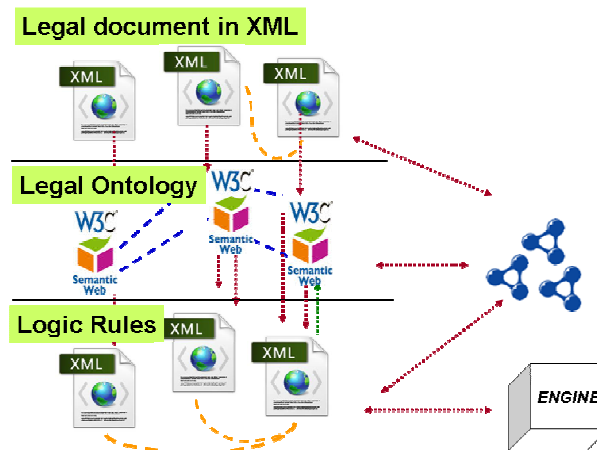 Legal document in XML
XML
XML
XML
Legal Ontology
W3C
Semantic
Web
W3C
Semantic
Web
W3C
Semantic
Web
Logic Rules
XML
XML
XML
ENGINE